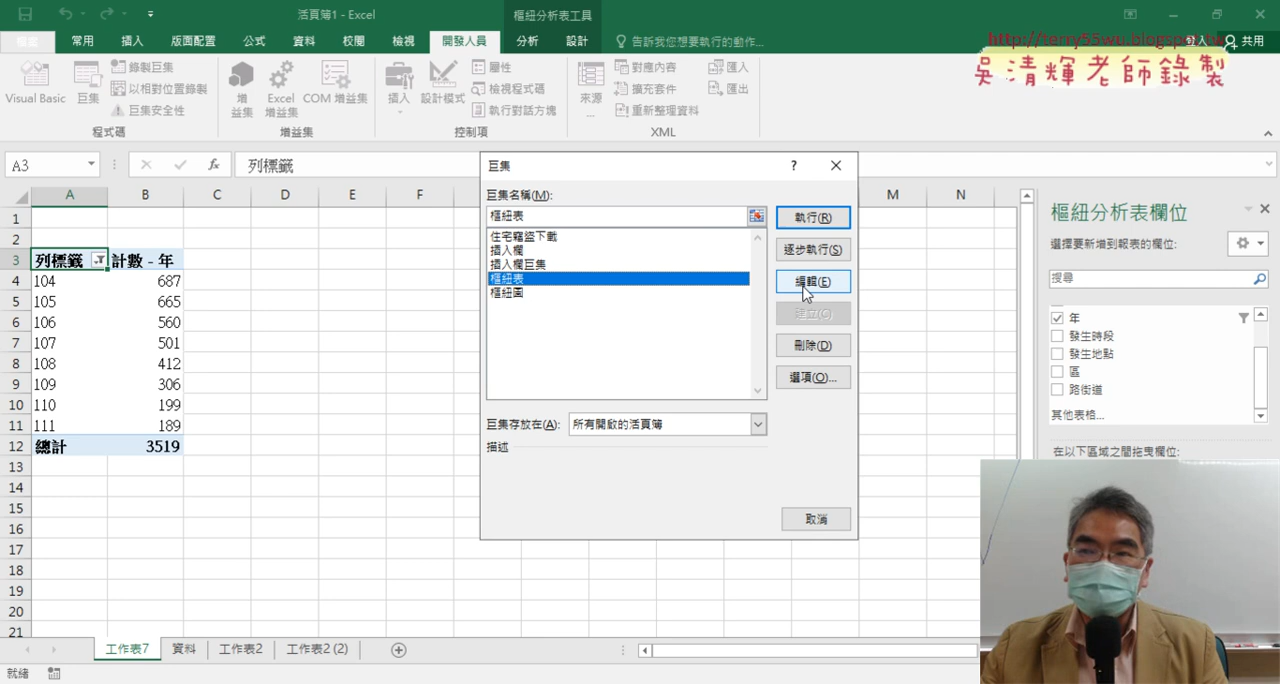 活頁簿1 - Excel
樞紐分析表工具
檔案 常用 插入 版面配置 公式 資料 校閱 檢視 開發人員 分析 設計 告訴我您想要執行的動作... 登入 共用
http://terry55wu.blogspot.tw
吳清輝老師錄製
Visual Basic
巨集
錄製巨集
以相對位置錄製
巨集安全性
程式碼
增益集
Excel 增益集
COM 增益集
增益集
插入
設計模式
屬性
檢視程式碼
執行對話方塊
控制項
來源
對應內容
擴充套件
重新整理資料
匯入
匯出
XML
A3
fx
列標籤
A B C D E F M N
1
2
3 列標籤 計數 - 年
4 104 687
5 105 665
6 106 560
7 107 501
8 108 412
9 109 306
10 110 199
11 111 189
12 總計 3519
13
14
15
16
17
18
19
20
21
巨集
?
巨集名稱(M):
樞紐表
住宅竊盜下載
插入欄
插入欄巨集
樞紐表
樞紐圖
執行(R)
逐步執行(S)
編輯(E)
建立(C)
刪除(D)
選項(O)...
巨集存放在(A): 所有開啟的活頁簿
描述
取消
樞紐分析表欄位
選擇要新增到報表的欄位:
搜尋
年
發生時段
發生地點
區
路街道
其他表格...
在以下區域之間拖曳欄位:
工作表7 資料 工作表2 工作表2 (2)
就緒